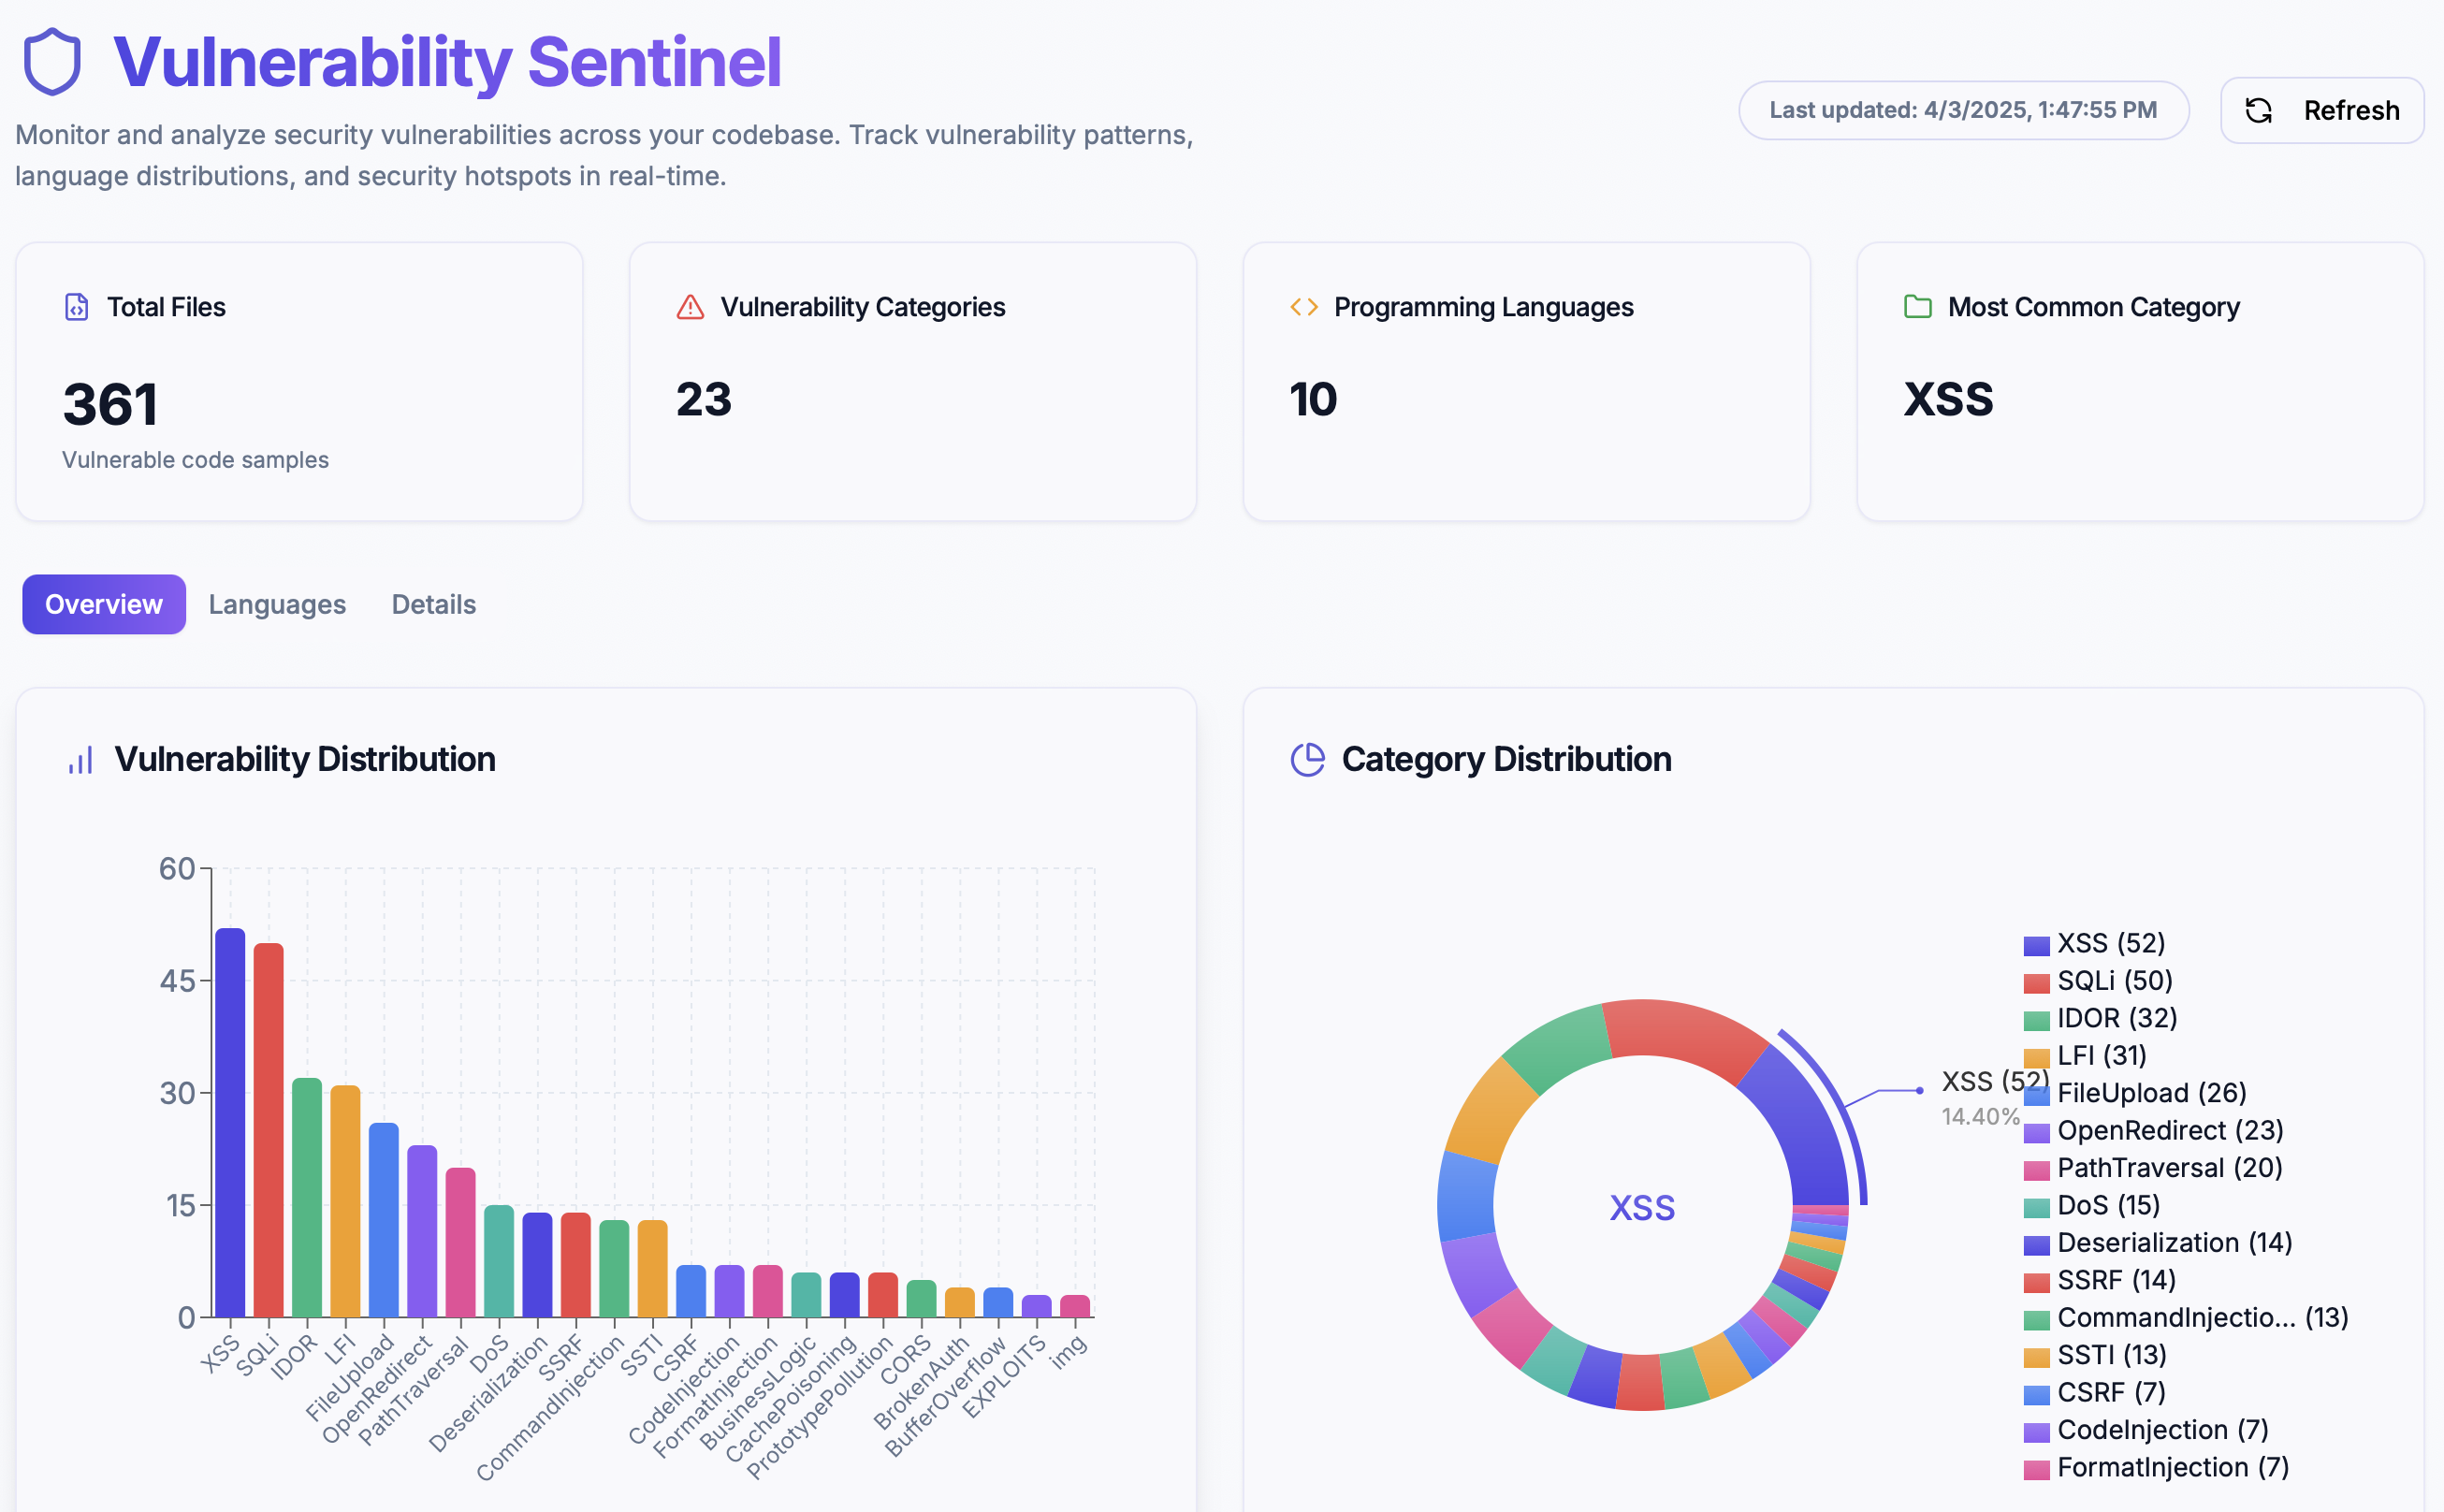 Vulnerability Sentinel
Monitor and analyze security vulnerabilities across your codebase. Track vulnerability patterns,
language distributions, and security hotspots in real-time.
Last updated: 4/3/2025, 1:47:55 PM
Refresh
Total Files
361
Vulnerable code samples
Vulnerability Categories
23
Programming Languages
10
Most Common Category
XSS
Overview
Languages
Details
Vulnerability Distribution
60
45
30
15
0
XSS
SQLi
IDOR
LFI
FileUpload
OpenRedirect
PathTraversal
DoS
Deserialization
SSRF
CommandInjection
SSTI
CSRF
CodeInjection
FormatInjection
BusinessLogic
CachePoisoning
PrototypePollution
CORS
BrokenAuth
BufferOverflow
EXPLOITS
img
Category Distribution
XSS
XSS (52)
14.40%
XSS (52)
SQLi (50)
IDOR (32)
LFI (31)
FileUpload (26)
OpenRedirect (23)
PathTraversal (20)
DoS (15)
Deserialization (14)
SSRF (14)
CommandInjectio... (13)
SSTI (13)
CSRF (7)
CodeInjection (7)
FormatInjection (7)